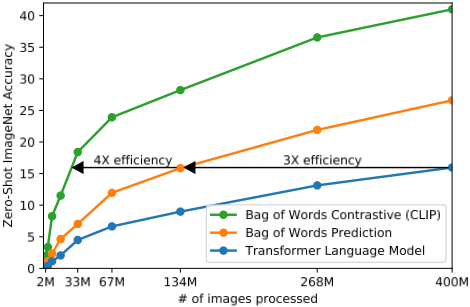 Zero-Shot ImageNet Accuracy
40
35
30
25
20
15
10
5
0
4X efficiency
3X efficiency
Bag of Words Contrastive (CLIP)
Bag of Words Prediction
Transformer Language Model
2M 33M 67M 134M 268M 400M
# of images processed